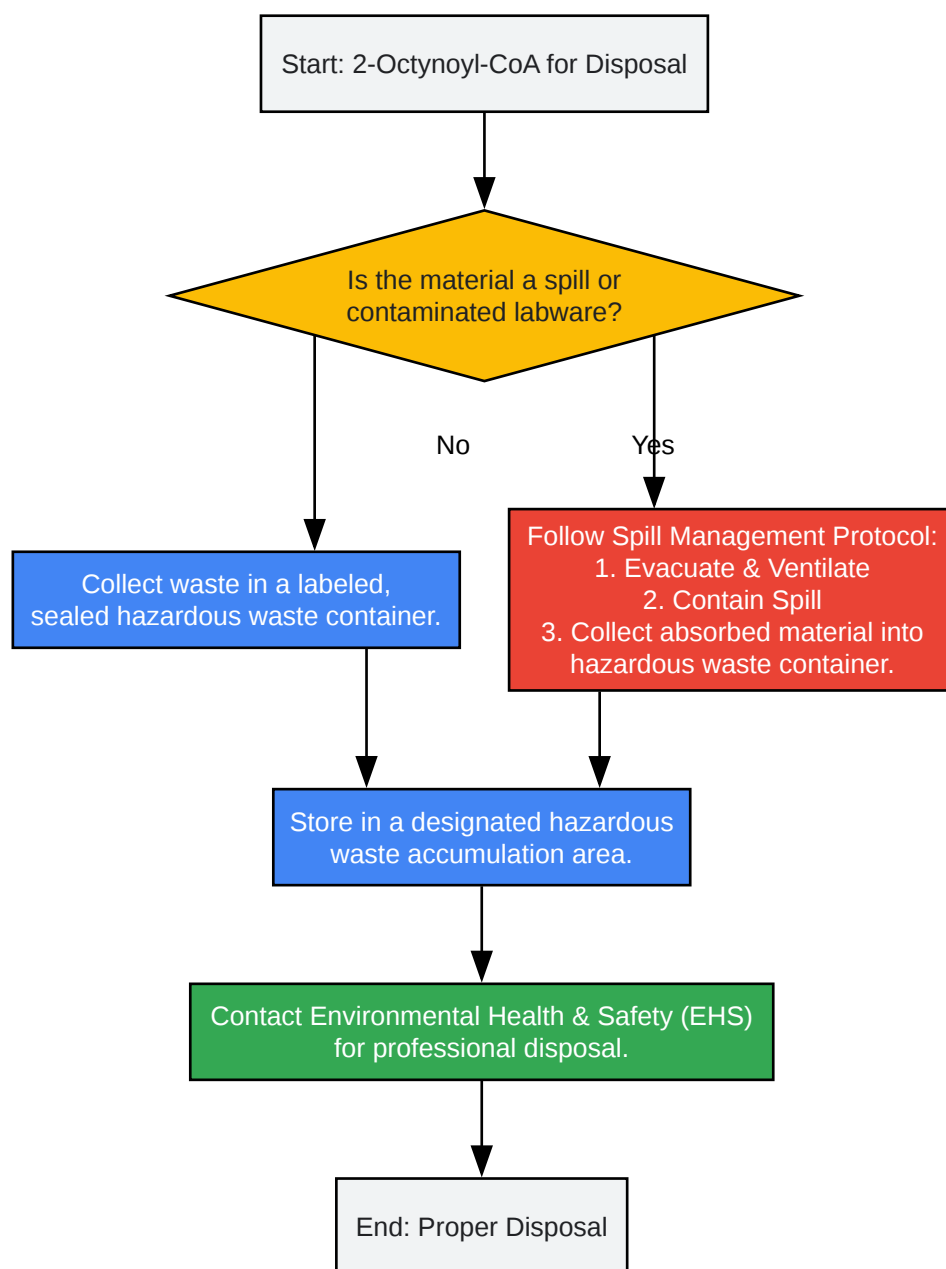 Start: 2-Octynoyl-CoA for Disposal
Is the material a spill or
contaminated labware?
No
Yes
Collect waste in a labeled,
sealed hazardous waste container.
Follow Spill Management Protocol:
1. Evacuate & Ventilate
2. Contain Spill
3. Collect absorbed material into
hazardous waste container.
Store in a designated hazardous
waste accumulation area.
Contact Environmental Health & Safety (EHS)
for professional disposal.
End: Proper Disposal